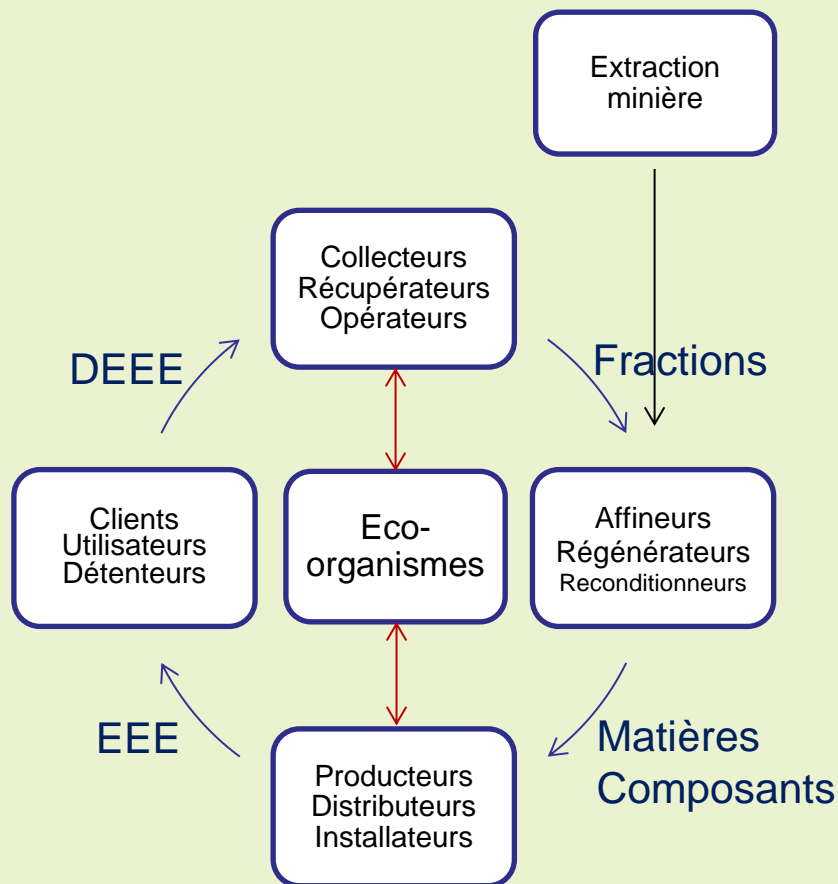 Extraction
minière
Collecteurs
Récupérateurs
Opérateurs
DEEE
Fractions
Clients
Utilisateurs
Détenteurs
Eco-
organismes
Affineurs
Régénérateurs
Reconditionneurs
EEE
Matières
Composants
Producteurs
Distributeurs
Installateurs